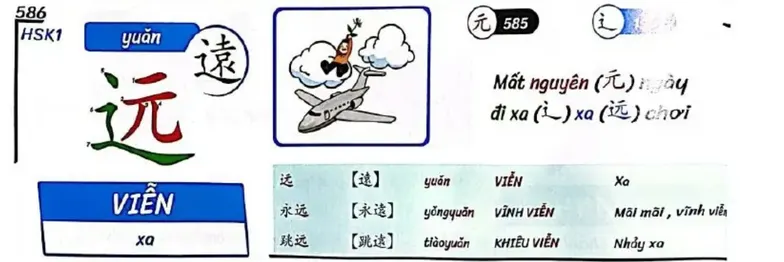 586
HSK1
yuǎn
遠
远
VIỄN
xa
元 585
辶
Mất nguyên (元) ngày
đi xa (辶) xa (远) chơi
远 【遠】 yuǎn VIỄN Xa
永远 【永遠】 yǒngyuǎn VĨNH VIỄN Mãi mãi , vĩnh viễn
跳远 【跳遠】 tiàoyuǎn KHIÊU VIỄN Nhảy xa